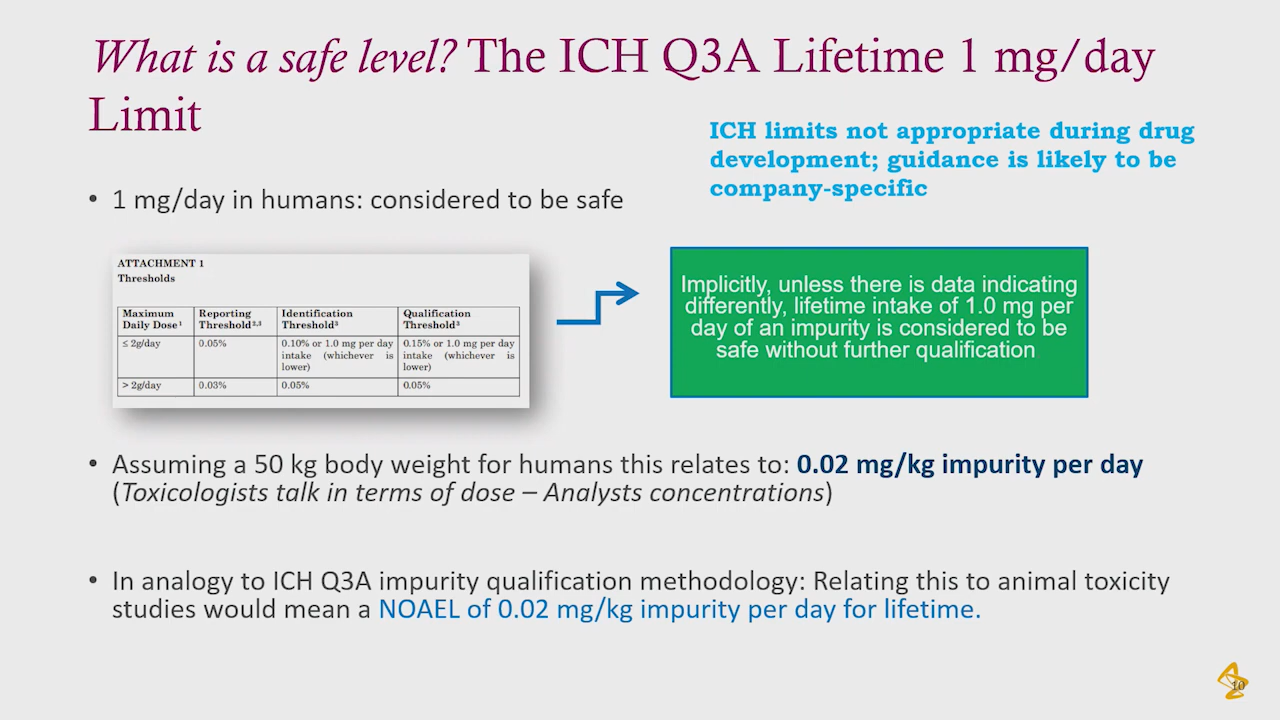 What is a safe level? The ICH Q3A Lifetime 1 mg/day
Limit
ICH limits not appropriate during drug
development; guidance is likely to be
company-specific
• 1 mg/day in humans: considered to be safe
ATTACHMENT 1
Thresholds
Maximum Daily Dose¹ Reporting Threshold²,³ Identification Threshold³ Qualification Threshold³
≤ 2g/day 0.05% 0.10% or 1.0 mg per day intake (whichever is lower) 0.15% or 1.0 mg per day intake (whichever is lower)
> 2g/day 0.03% 0.05% 0.05%
Implicitly, unless there is data indicating
differently, lifetime intake of 1.0 mg per
day of an impurity is considered to be
safe without further qualification
• Assuming a 50 kg body weight for humans this relates to: 0.02 mg/kg impurity per day
(Toxicologists talk in terms of dose – Analysts concentrations)
• In analogy to ICH Q3A impurity qualification methodology: Relating this to animal toxicity
studies would mean a NOAEL of 0.02 mg/kg impurity per day for lifetime.
10